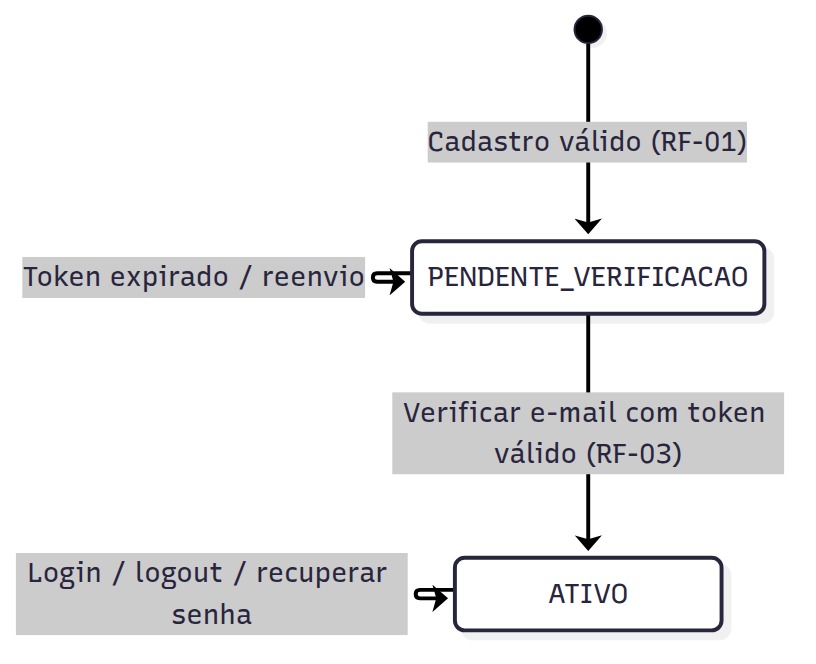 Cadastro válido (RF-01)
Token expirado / reenvio
PENDENTE_VERIFICACAO
Verificar e-mail com token
válido (RF-03)
Login / logout / recuperar
senha
ATIVO